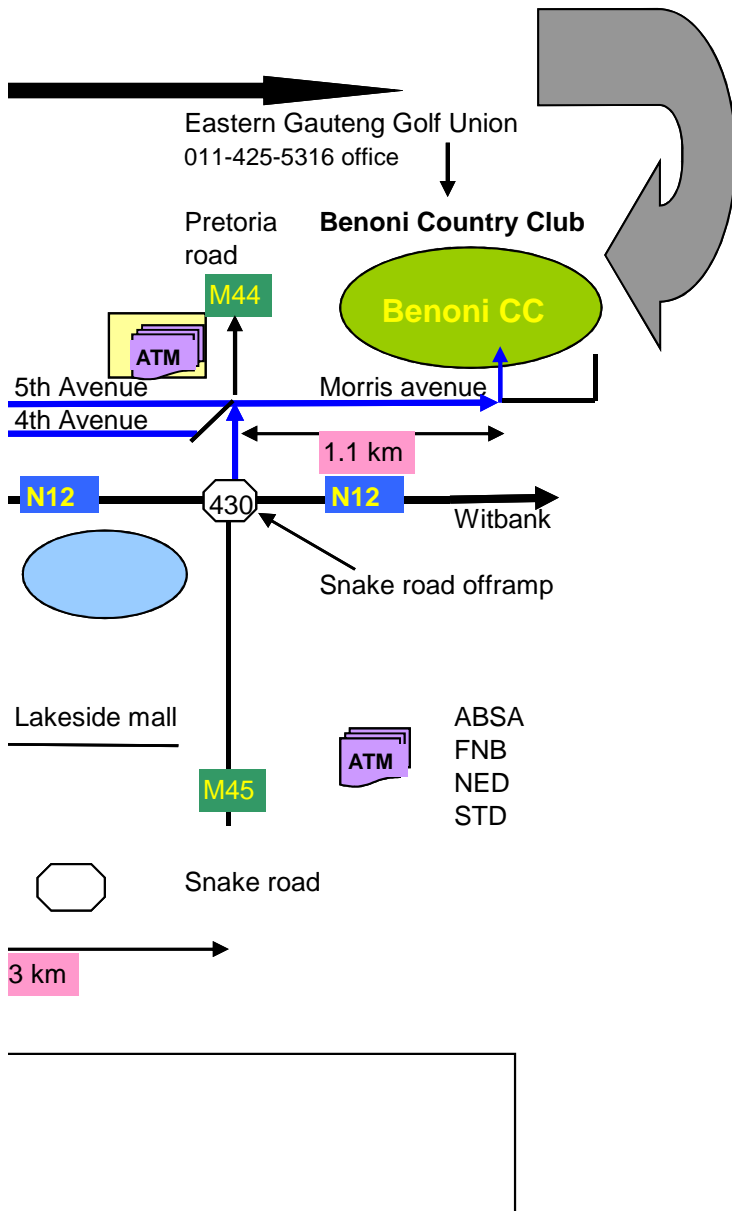 Eastern Gauteng Golf Union
011-425-5316 office
Pretoria
road
Benoni Country Club
M44
Benoni CC
ATM
5th Avenue
Morris avenue
4th Avenue
1.1 km
N12
430
N12
Witbank
Snake road offramp
Lakeside mall
ATM
ABSA
FNB
NED
STD
M45
Snake road
3 km